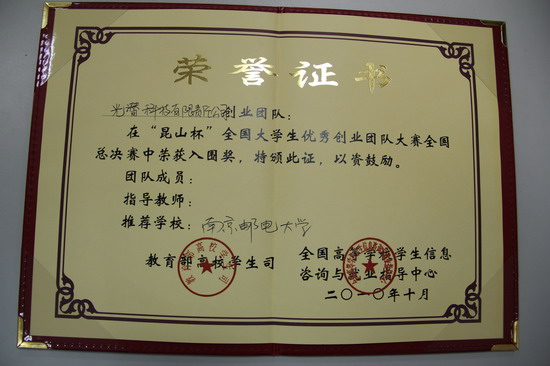 荣誉证书
光潜科技有限责任公司创业团队：
在“昆山杯”全国大学生优秀创业团队大赛全国
总决赛中荣获入围奖，特颁此证，以资鼓励。
团队成员：
指导教师：
推荐学校：南京邮电大学
教育部高校学生司
全国高等学校学生信息
咨询与就业指导中心
二〇一〇年十月